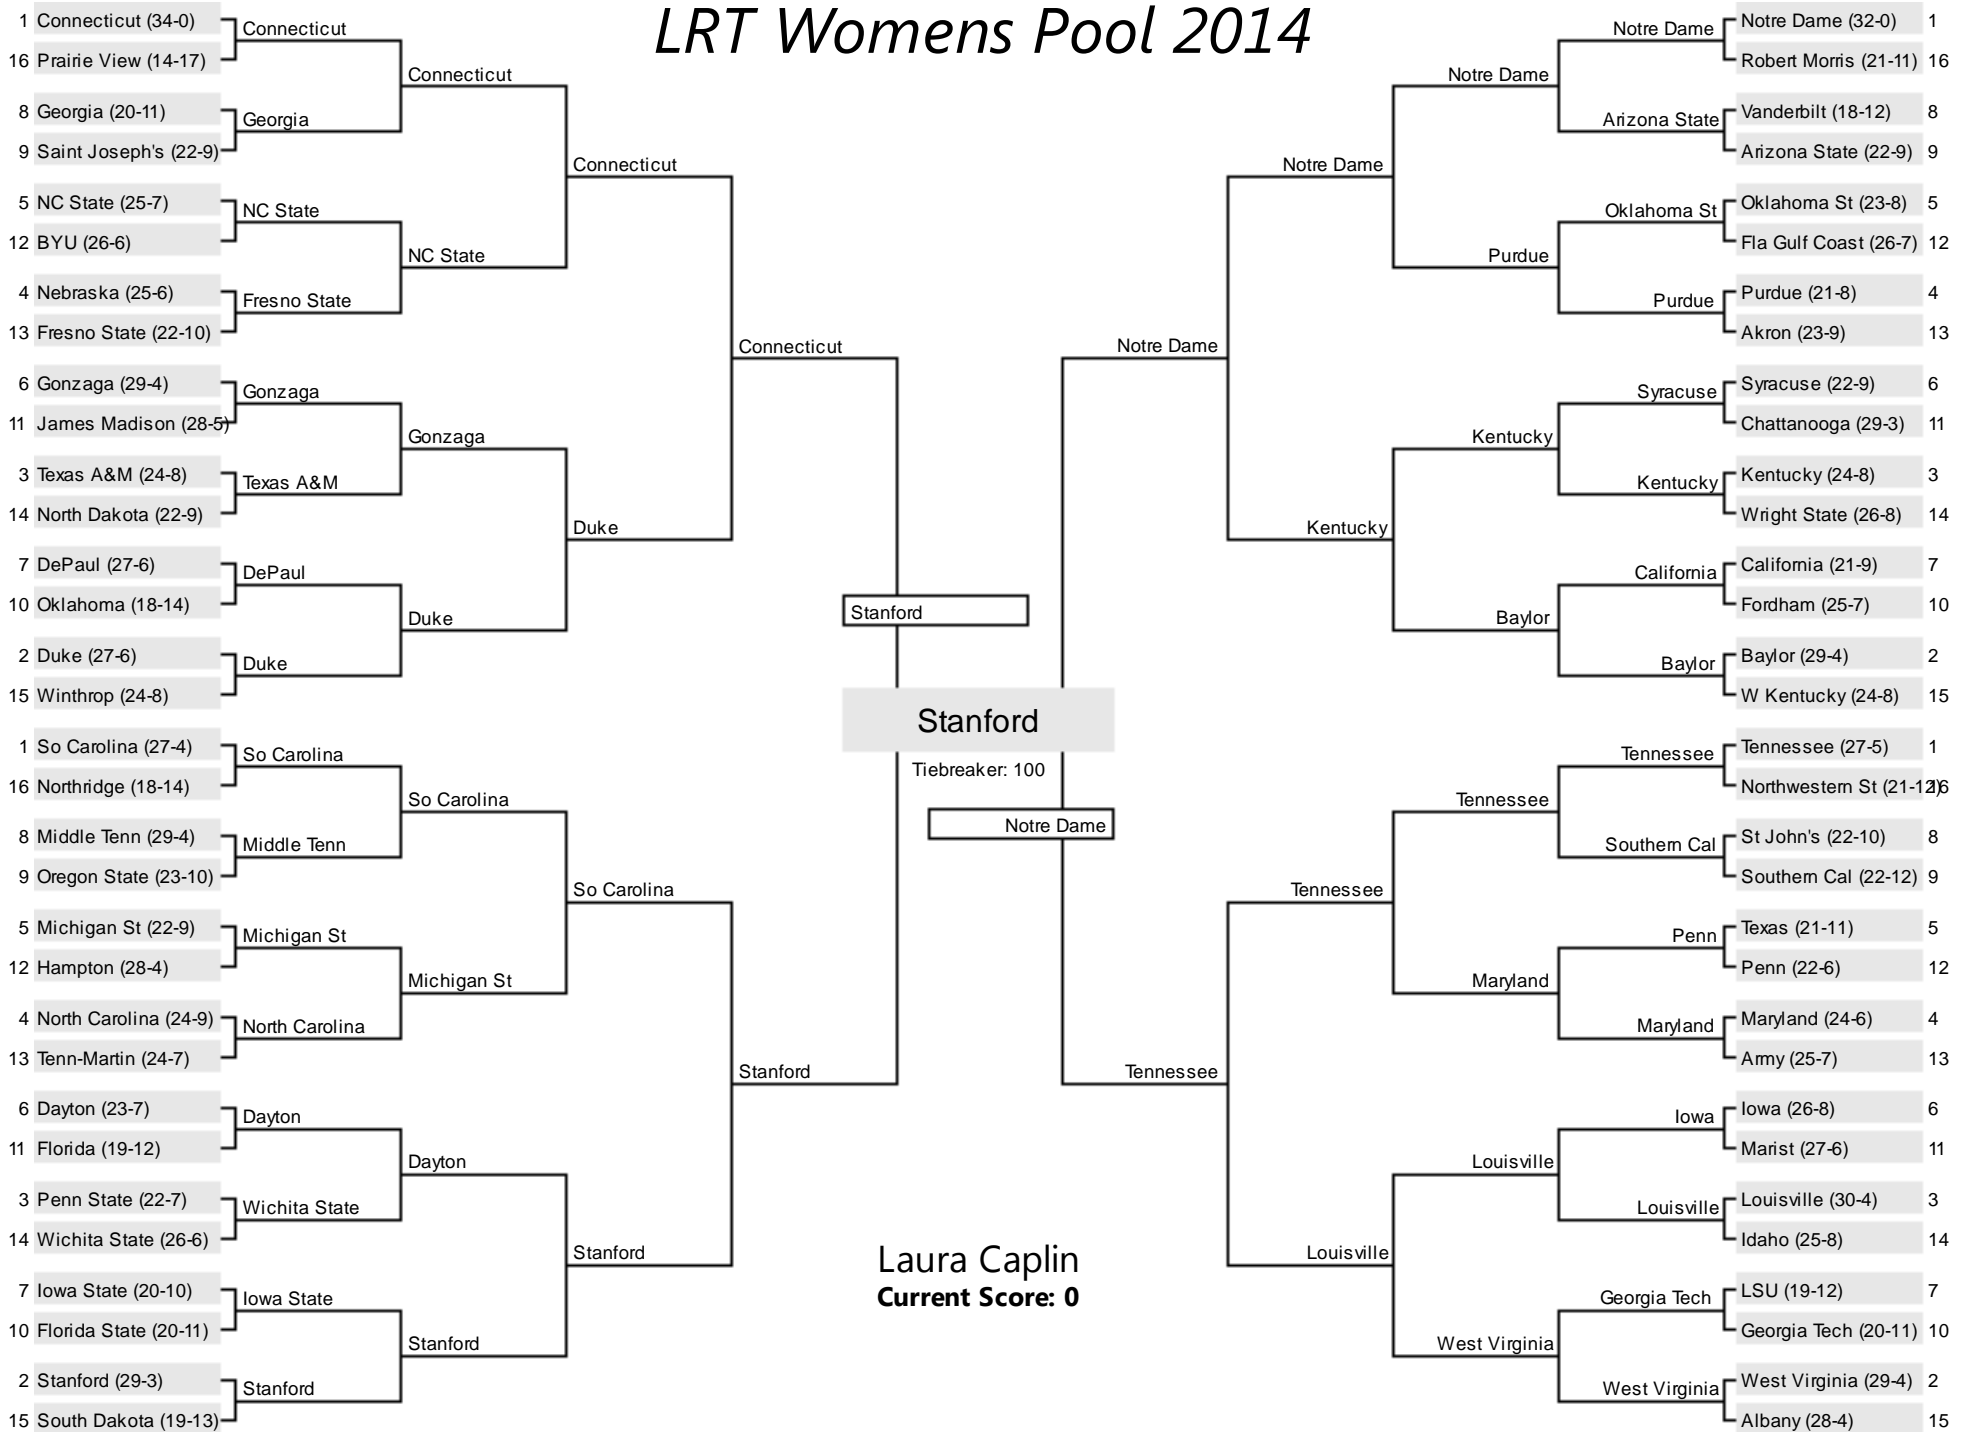 LRT Womens Pool 2014
1 Connecticut (34-0)
16 Prairie View (14-17)
8 Georgia (20-11)
9 Saint Joseph's (22-9)
5 NC State (25-7)
12 BYU (26-6)
4 Nebraska (25-6)
13 Fresno State (22-10)
6 Gonzaga (29-4)
11 James Madison (28-5)
3 Texas A&M (24-8)
14 North Dakota (22-9)
7 DePaul (27-6)
10 Oklahoma (18-14)
2 Duke (27-6)
15 Winthrop (24-8)
1 So Carolina (27-4)
16 Northridge (18-14)
8 Middle Tenn (29-4)
9 Oregon State (23-10)
5 Michigan St (22-9)
12 Hampton (28-4)
4 North Carolina (24-9)
13 Tenn-Martin (24-7)
6 Dayton (23-7)
11 Florida (19-12)
3 Penn State (22-7)
14 Wichita State (26-6)
7 Iowa State (20-10)
10 Florida State (20-11)
2 Stanford (29-3)
15 South Dakota (19-13)
Connecticut
Georgia
NC State
Fresno State
Gonzaga
Texas A&M
DePaul
Duke
So Carolina
Middle Tenn
Michigan St
North Carolina
Dayton
Wichita State
Iowa State
Stanford
Connecticut
NC State
Gonzaga
Duke
So Carolina
Michigan St
Dayton
Stanford
Connecticut
Duke
So Carolina
Stanford
Connecticut
Stanford
Stanford
Stanford
Tiebreaker: 100
Notre Dame
Laura Caplin
Current Score: 0
Notre Dame
Tennessee
Notre Dame
Kentucky
Tennessee
Louisville
Notre Dame
Purdue
Kentucky
Baylor
Tennessee
Maryland
Louisville
West Virginia
Notre Dame
Arizona State
Oklahoma St
Purdue
Syracuse
Kentucky
California
Baylor
Tennessee
Southern Cal
Penn
Maryland
Iowa
Louisville
Georgia Tech
West Virginia
Notre Dame (32-0) 1
Robert Morris (21-11) 16
Vanderbilt (18-12) 8
Arizona State (22-9) 9
Oklahoma St (23-8) 5
Fla Gulf Coast (26-7) 12
Purdue (21-8) 4
Akron (23-9) 13
Syracuse (22-9) 6
Chattanooga (29-3) 11
Kentucky (24-8) 3
Wright State (26-8) 14
California (21-9) 7
Fordham (25-7) 10
Baylor (29-4) 2
W Kentucky (24-8) 15
Tennessee (27-5) 1
Northwestern St (21-12) 16
St John's (22-10) 8
Southern Cal (22-12) 9
Texas (21-11) 5
Penn (22-6) 12
Maryland (24-6) 4
Army (25-7) 13
Iowa (26-8) 6
Marist (27-6) 11
Louisville (30-4) 3
Idaho (25-8) 14
LSU (19-12) 7
Georgia Tech (20-11) 10
West Virginia (29-4) 2
Albany (28-4) 15